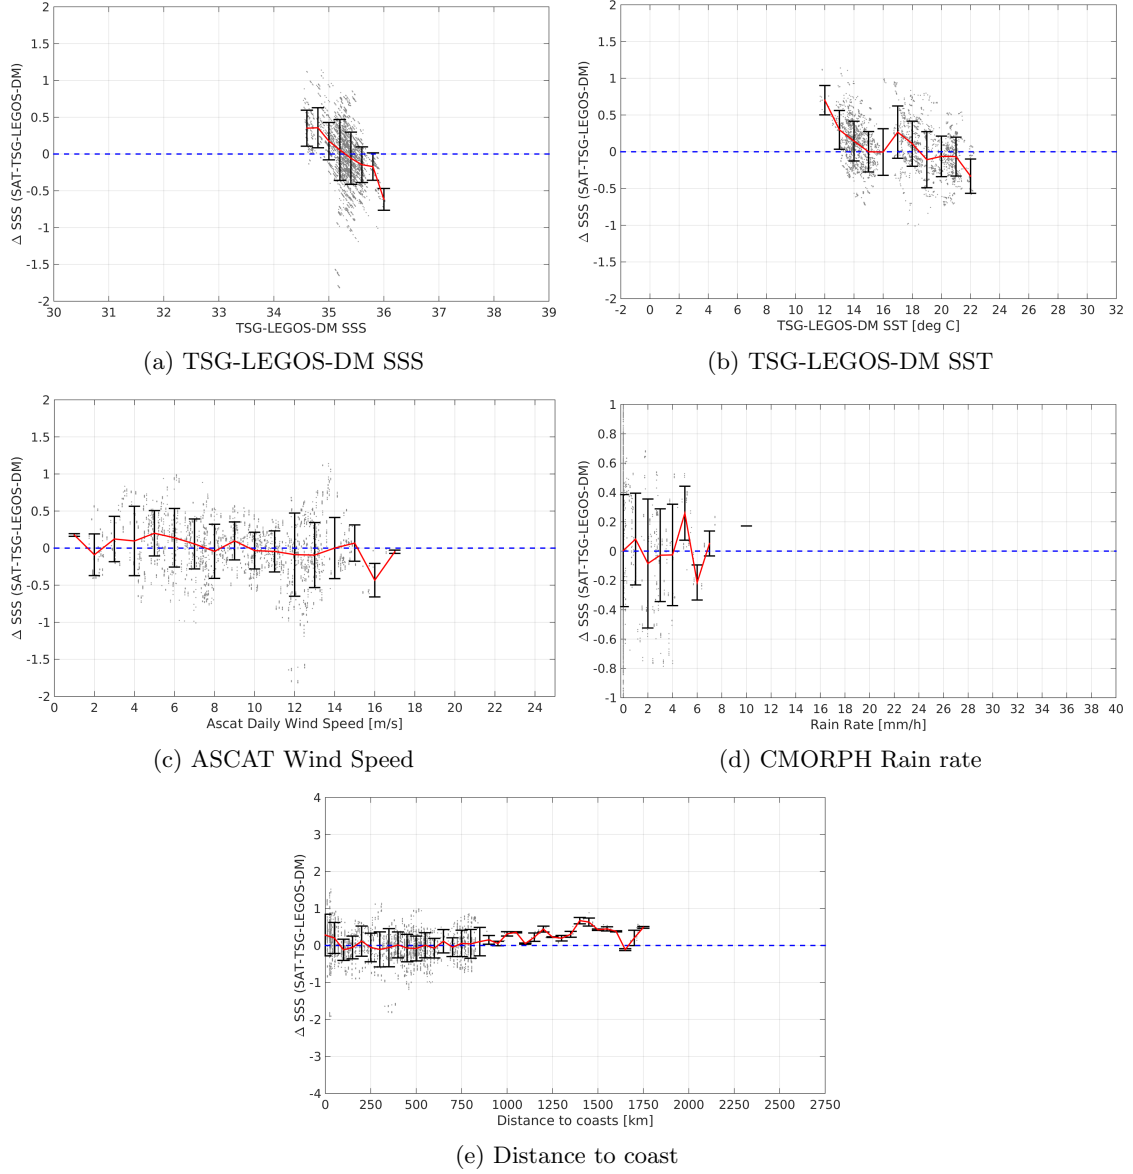 2
1.5
1
0.5
0
-0.5
-1
-1.5
-2
Δ SSS (SAT-TSG-LEGOS-DM)
30 31 32 33 34 35 36 37 38 39
TSG-LEGOS-DM SSS
(a) TSG-LEGOS-DM SSS
2
1.5
1
0.5
0
-0.5
-1
-1.5
-2
Δ SSS (SAT-TSG-LEGOS-DM)
-2 0 2 4 6 8 10 12 14 16 18 20 22 24 26 28 30 32
TSG-LEGOS-DM SST [deg C]
(b) TSG-LEGOS-DM SST
2
1.5
1
0.5
0
-0.5
-1
-1.5
-2
Δ SSS (SAT-TSG-LEGOS-DM)
0 2 4 6 8 10 12 14 16 18 20 22 24
Ascat Daily Wind Speed [m/s]
(c) ASCAT Wind Speed
1
0.8
0.6
0.4
0.2
0
-0.2
-0.4
-0.6
-0.8
-1
Δ SSS (SAT-TSG-LEGOS-DM)
0 2 4 6 8 10 12 14 16 18 20 22 24 26 28 30 32 34 36 38 40
Rain Rate [mm/h]
(d) CMORPH Rain rate
4
3
2
1
0
-1
-2
-3
-4
Δ SSS (SAT-TSG-LEGOS-DM)
0 250 500 750 1000 1250 1500 1750 2000 2250 2500 2750
Distance to coasts [km]
(e) Distance to coast